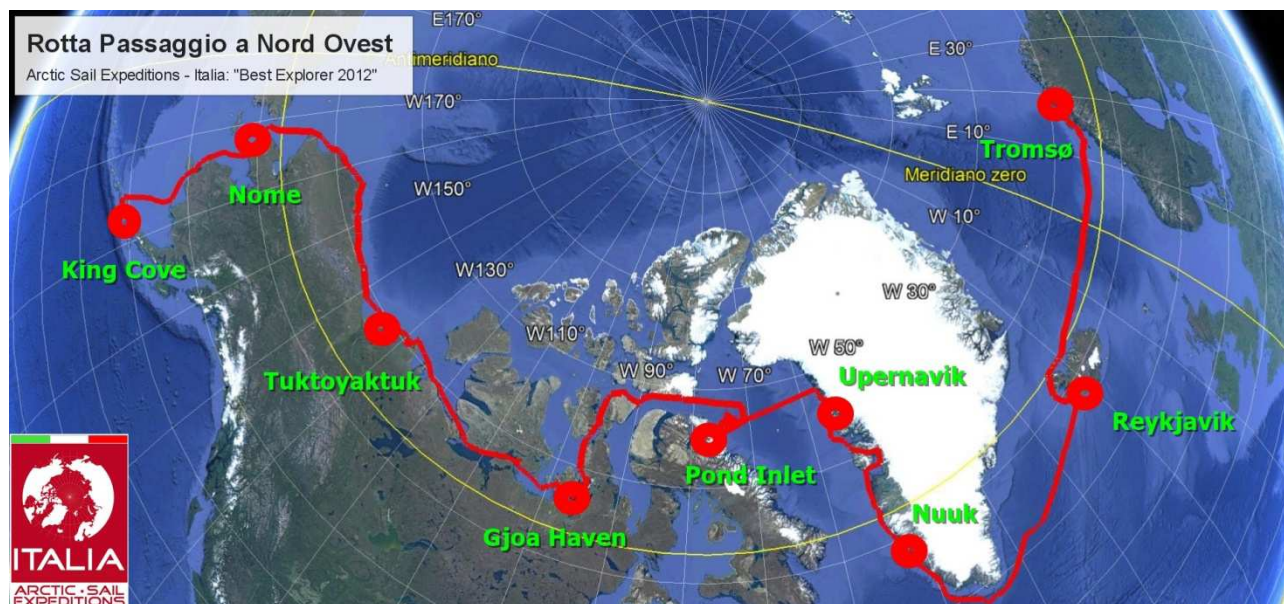 Rotta Passaggio a Nord Ovest
Arctic Sail Expeditions - Italia: "Best Explorer 2012"
E170°
Antimeridiano
W170°
W150°
W130°
W110°
W 90°
W 70°
W 50°
W 30°
W 10°
Meridiano zero
E 10°
E 30°
Tromsø
Nome
King Cove
Tuktoyaktuk
Gjoa Haven
Pond Inlet
Upernavik
Nuuk
Reykjavik
ITALIA
ARCTIC • SAIL
EXPEDITIONS